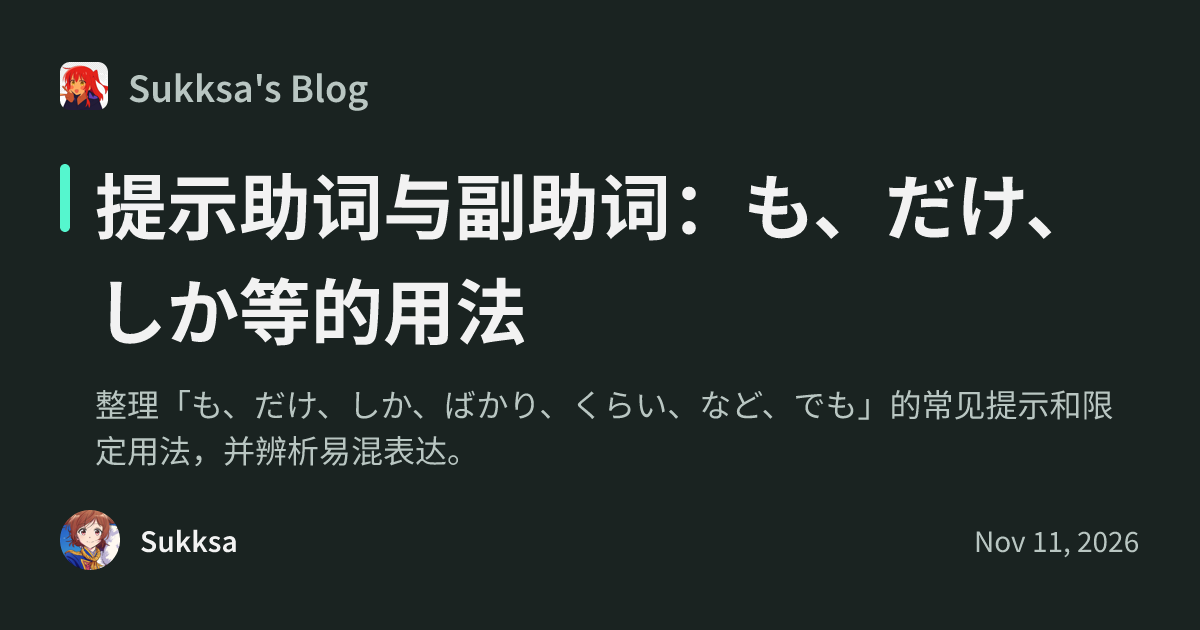 Sukksa's Blog
提示助词与副助词：も、だけ、
しか等的用法
整理「も、だけ、しか、ばかり、くらい、など、でも」的常见提示和限
定用法，并辨析易混表达。
Sukksa
Nov 11, 2026